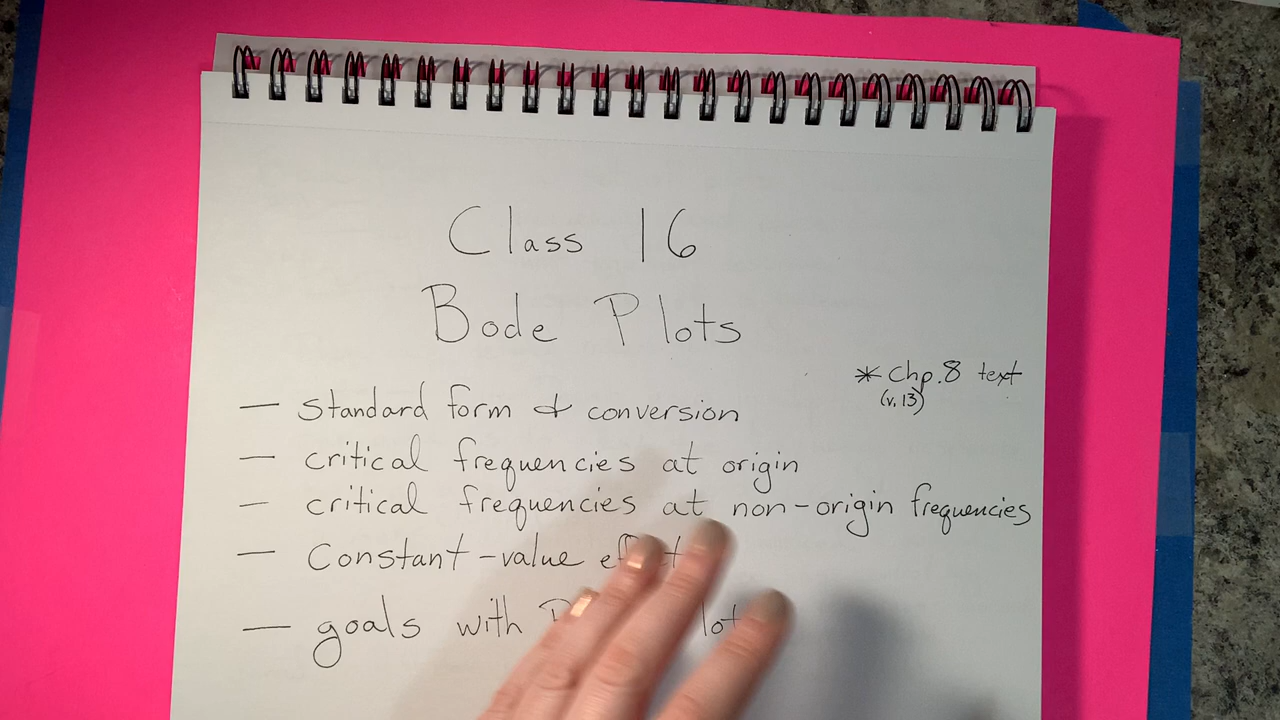 Class 16
Bode Plots
* Chp.8 text
(v.13)
— standard form & conversion
— critical frequencies at origin
— critical frequencies at non-origin frequencies
— Constant-value
— goals with